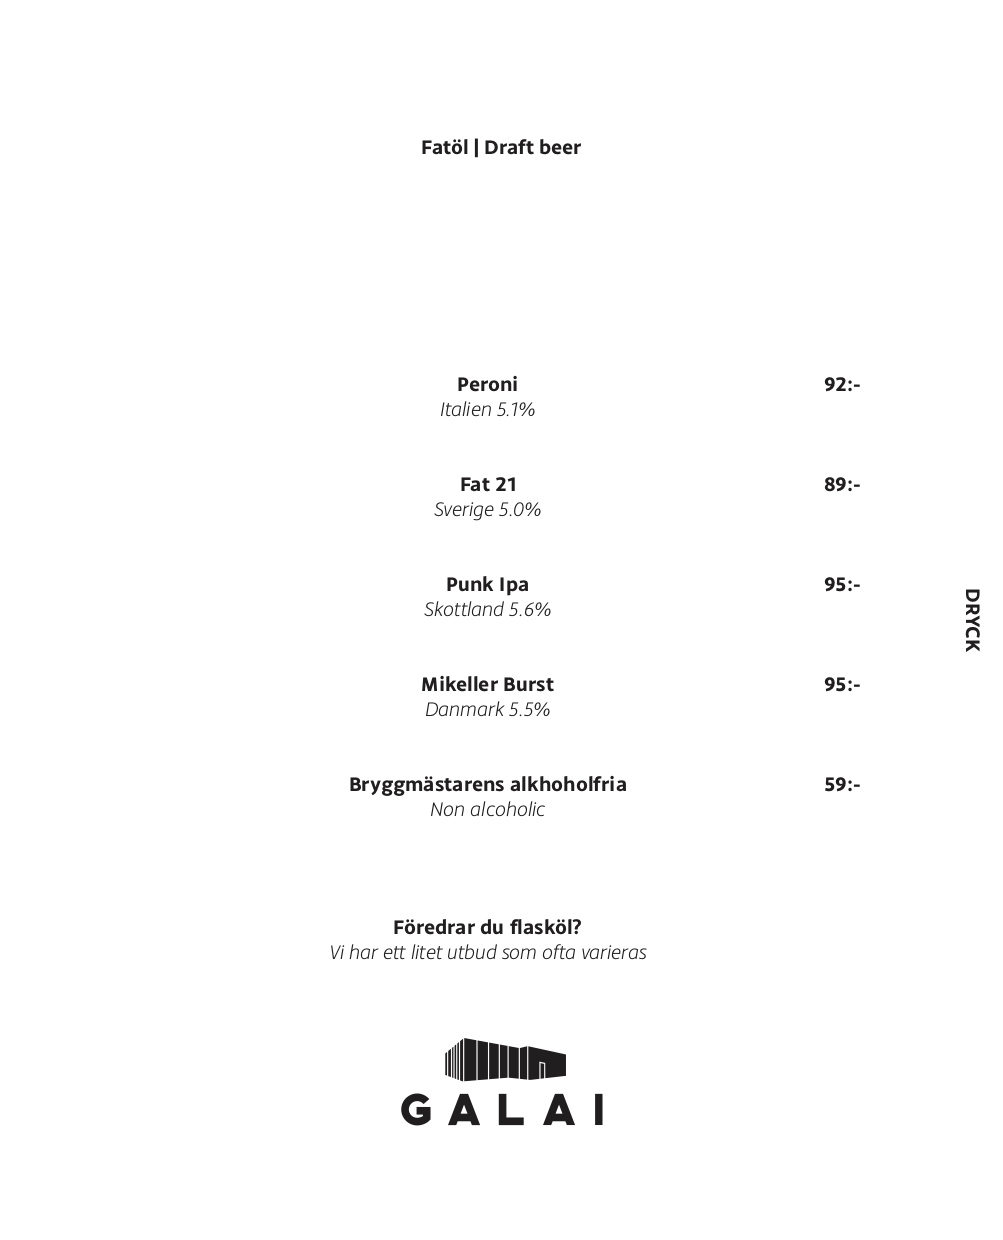 Fatöl | Draft beer
Peroni 92:-
Italien 5.1%
Fat 21 89:-
Sverige 5.0%
Punk Ipa 95:-
Skottland 5.6%
DRYCK
Mikeller Burst 95:-
Danmark 5.5%
Bryggmästarens alkhoholfria 59:-
Non alcoholic
Föredrar du flasköl?
Vi har ett litet utbud som ofta varieras
GALAI